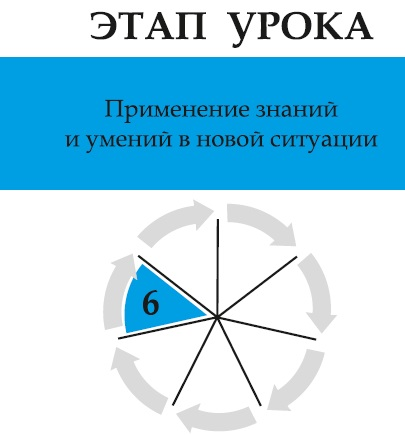 ЭТАП УРОКА
Применение знаний
и умений в новой ситуации
6